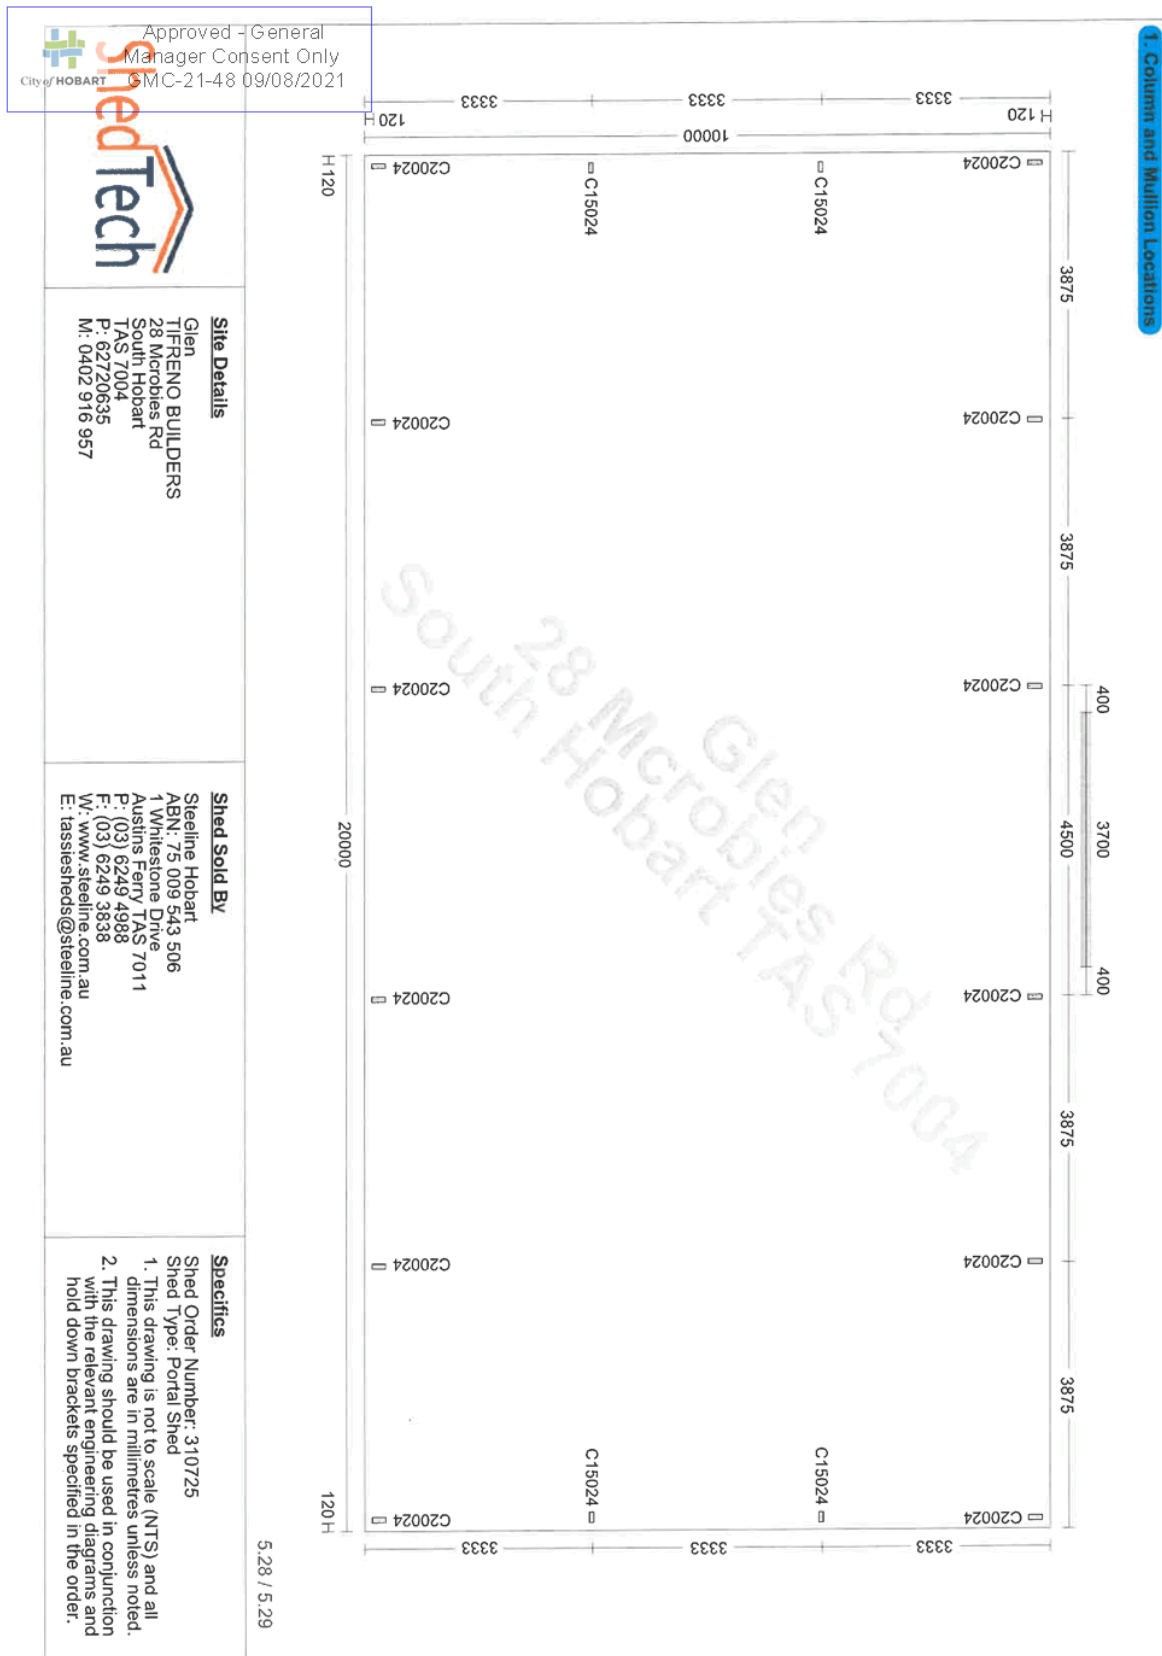 Approved - General
Manager Consent Only
GMC-21-48 09/08/2021
City of HOBART
1. Column and Mullion Locations
3875
3875
4500
3875
3875
400
3700
400
3333
3333
3333
H 120
120 H
10000
C20024
C20024
C20024
C20024
C20024
C20024
C15024
C15024
C15024
C15024
C20024
C20024
C20024
C20024
C20024
C20024
3333
3333
3333
H 120
20000
120 H
Glen
28 Mcrobies Rd
South Hobart TAS 7004
5.28 / 5.29
ShedTech
Site Details
Glen
TIFRENO BUILDERS
28 Mcrobies Rd
South Hobart
TAS 7004
P: 62720635
M: 0402 916 957
Shed Sold By
Steeline Hobart
ABN: 75 009 543 506
1 Whitestone Drive
Austins Ferry TAS 7011
P: (03) 6249 4988
F: (03) 6249 3838
W: www.steeline.com.au
E: tassiesheds@steeline.com.au
Specifics
Shed Order Number: 310725
Shed Type: Portal Shed
1. This drawing is not to scale (NTS) and all
dimensions are in millimetres unless noted.
2. This drawing should be used in conjunction
with the relevant engineering diagrams and
hold down brackets specified in the order.